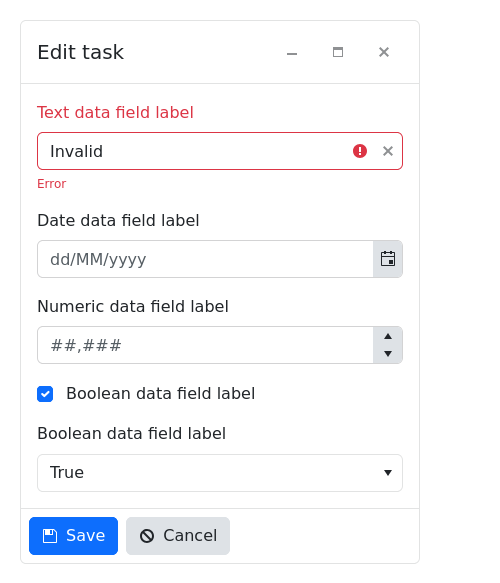 Edit task
Text data field label
Invalid
Error
Date data field label
dd/MM/yyyy
Numeric data field label
##,###
Boolean data field label
Boolean data field label
True
Save Cancel